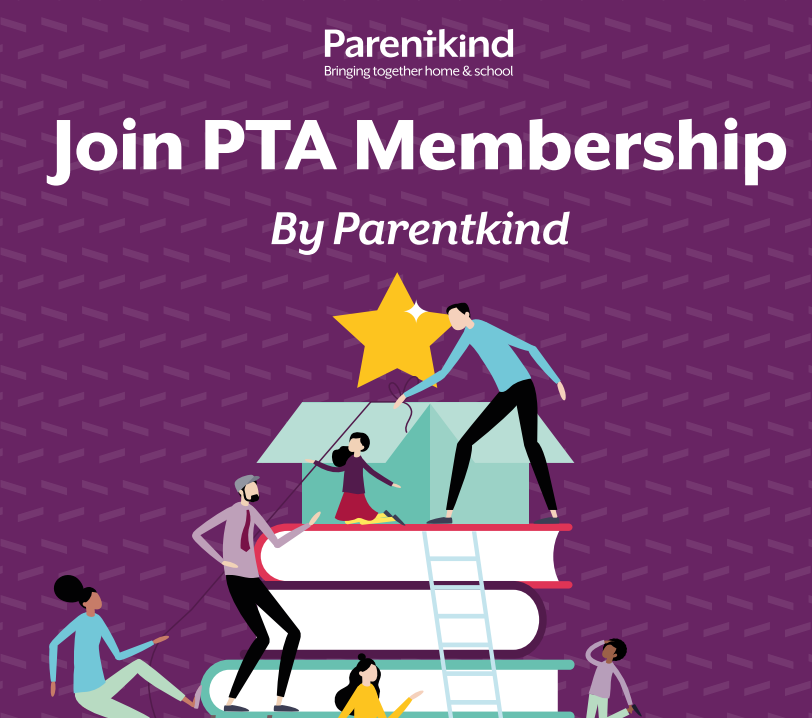 Parentkind
Bringing together home & school
Join PTA Membership
By Parentkind